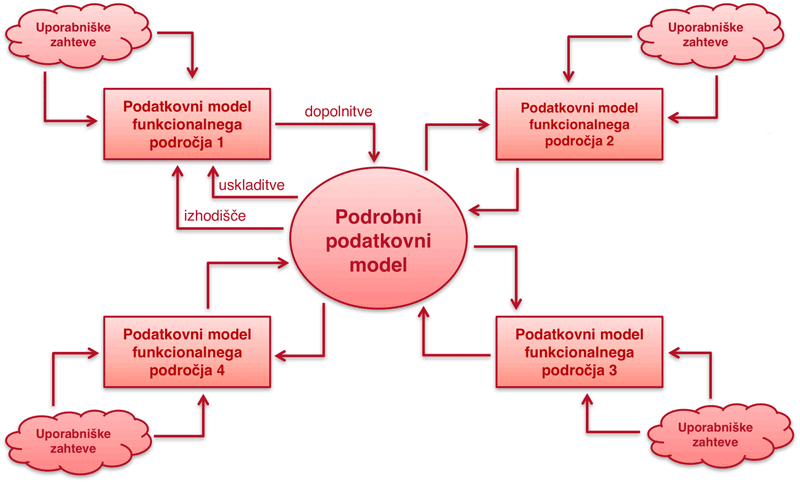 Uporabniške
zahteve
Uporabniške
zahteve
Podatkovni model
funkcionalnega
področja 1
dopolnitve
Podatkovni model
funkcionalnega
področja 2
uskladitve
izhodišče
Podrobni
podatkovni
model
Podatkovni model
funkcionalnega
področja 4
Podatkovni model
funkcionalnega
področja 3
Uporabniške
zahteve
Uporabniške
zahteve